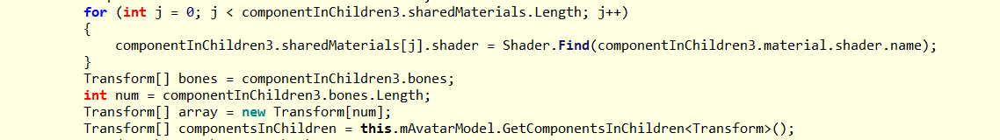 for (int j = 0; j < componentInChildren3.sharedMaterials.Length; j++)
{
componentInChildren3.sharedMaterials[j].shader = Shader.Find(componentInChildren3.material.shader.name);
}
Transform[] bones = componentInChildren3.bones;
int num = componentInChildren3.bones.Length;
Transform[] array = new Transform[num];
Transform[] componentsInChildren = this.mAvatarModel.GetComponentsInChildren<Transform>();